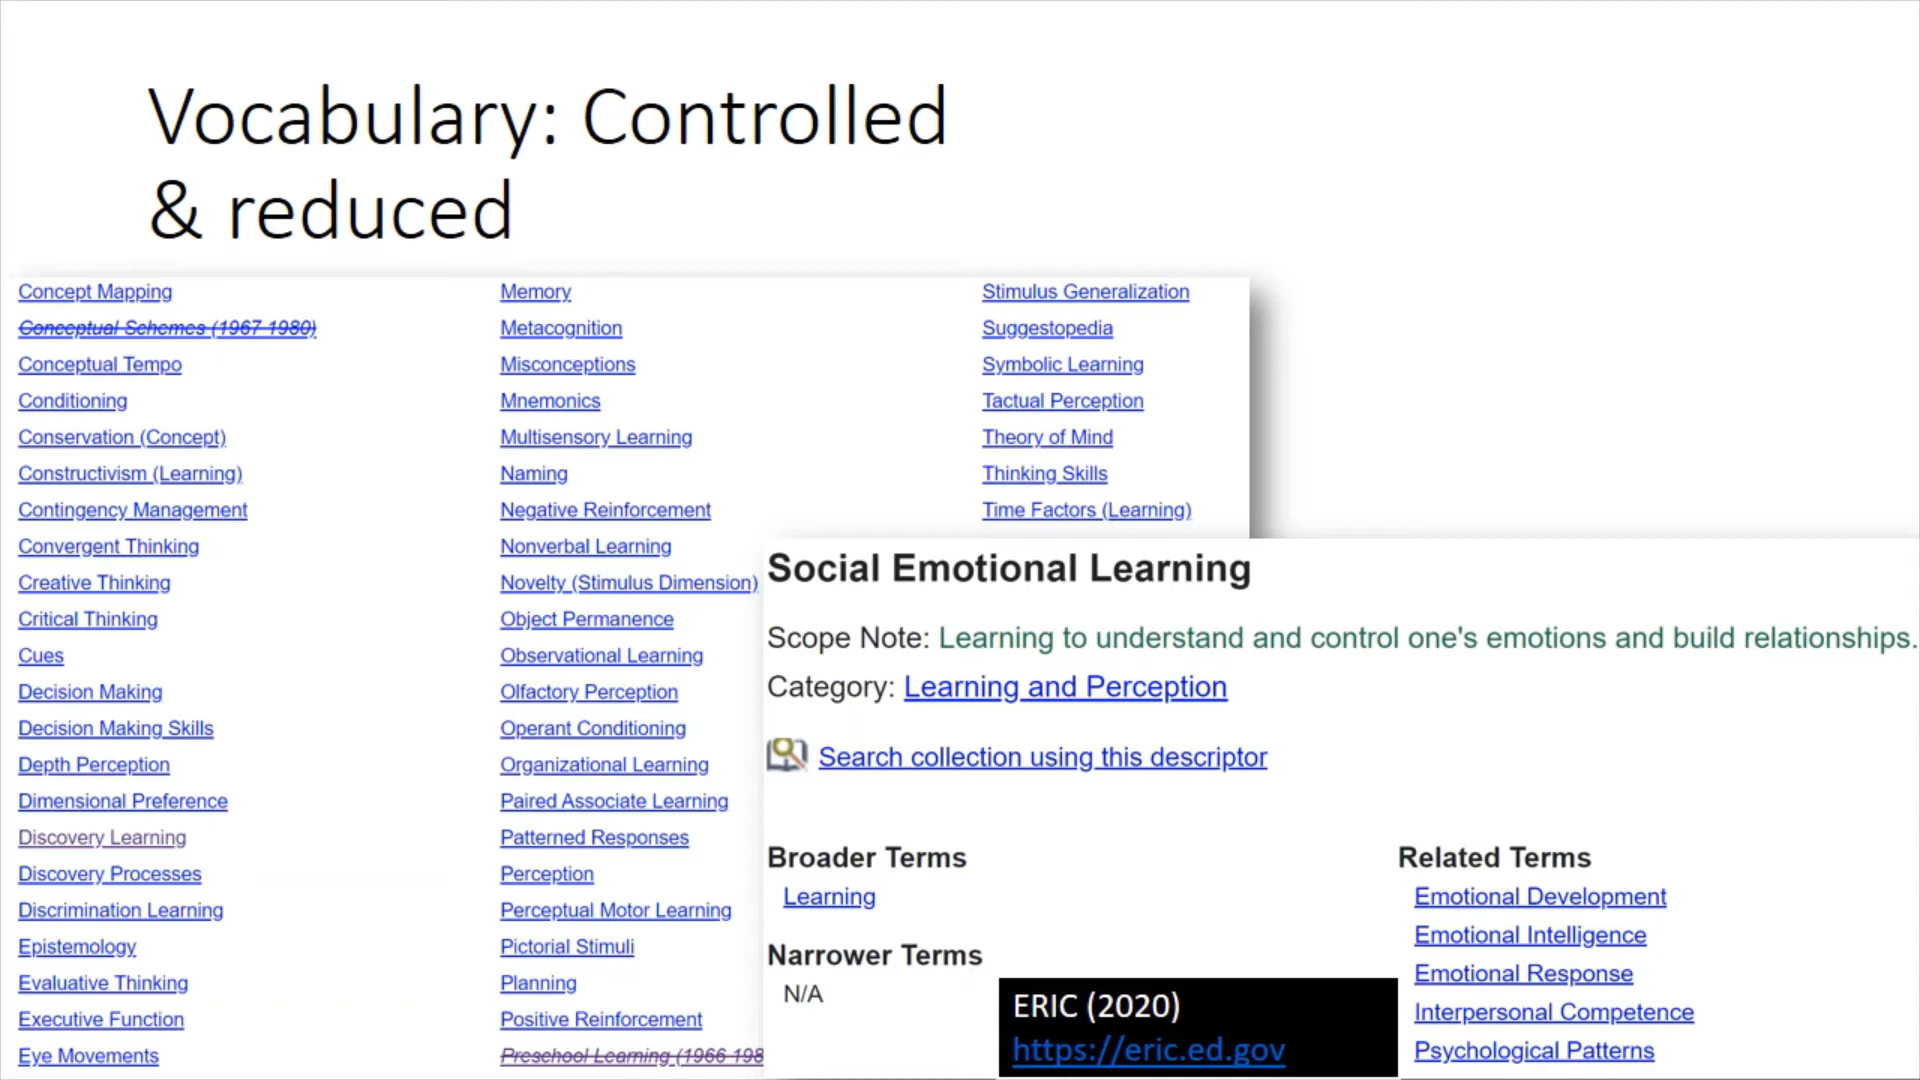 Vocabulary: Controlled
& reduced
Concept Mapping
Conceptual Schemes (1967 1980)
Conceptual Tempo
Conditioning
Conservation (Concept)
Constructivism (Learning)
Contingency Management
Convergent Thinking
Creative Thinking
Critical Thinking
Cues
Decision Making
Decision Making Skills
Depth Perception
Dimensional Preference
Discovery Learning
Discovery Processes
Discrimination Learning
Epistemology
Evaluative Thinking
Executive Function
Eye Movements
Memory
Metacognition
Misconceptions
Mnemonics
Multisensory Learning
Naming
Negative Reinforcement
Nonverbal Learning
Novelty (Stimulus Dimension)
Object Permanence
Observational Learning
Olfactory Perception
Operant Conditioning
Organizational Learning
Paired Associate Learning
Patterned Responses
Perception
Perceptual Motor Learning
Pictorial Stimuli
Planning
Positive Reinforcement
Preschool Learning (1966 198
Stimulus Generalization
Suggestopedia
Symbolic Learning
Tactual Perception
Theory of Mind
Thinking Skills
Time Factors (Learning)
Social Emotional Learning
Scope Note: Learning to understand and control one's emotions and build relationships.
Category: Learning and Perception
Search collection using this descriptor
Broader Terms
Learning
Narrower Terms
N/A
Related Terms
Emotional Development
Emotional Intelligence
Emotional Response
Interpersonal Competence
Psychological Patterns
ERIC (2020)
https://eric.ed.gov